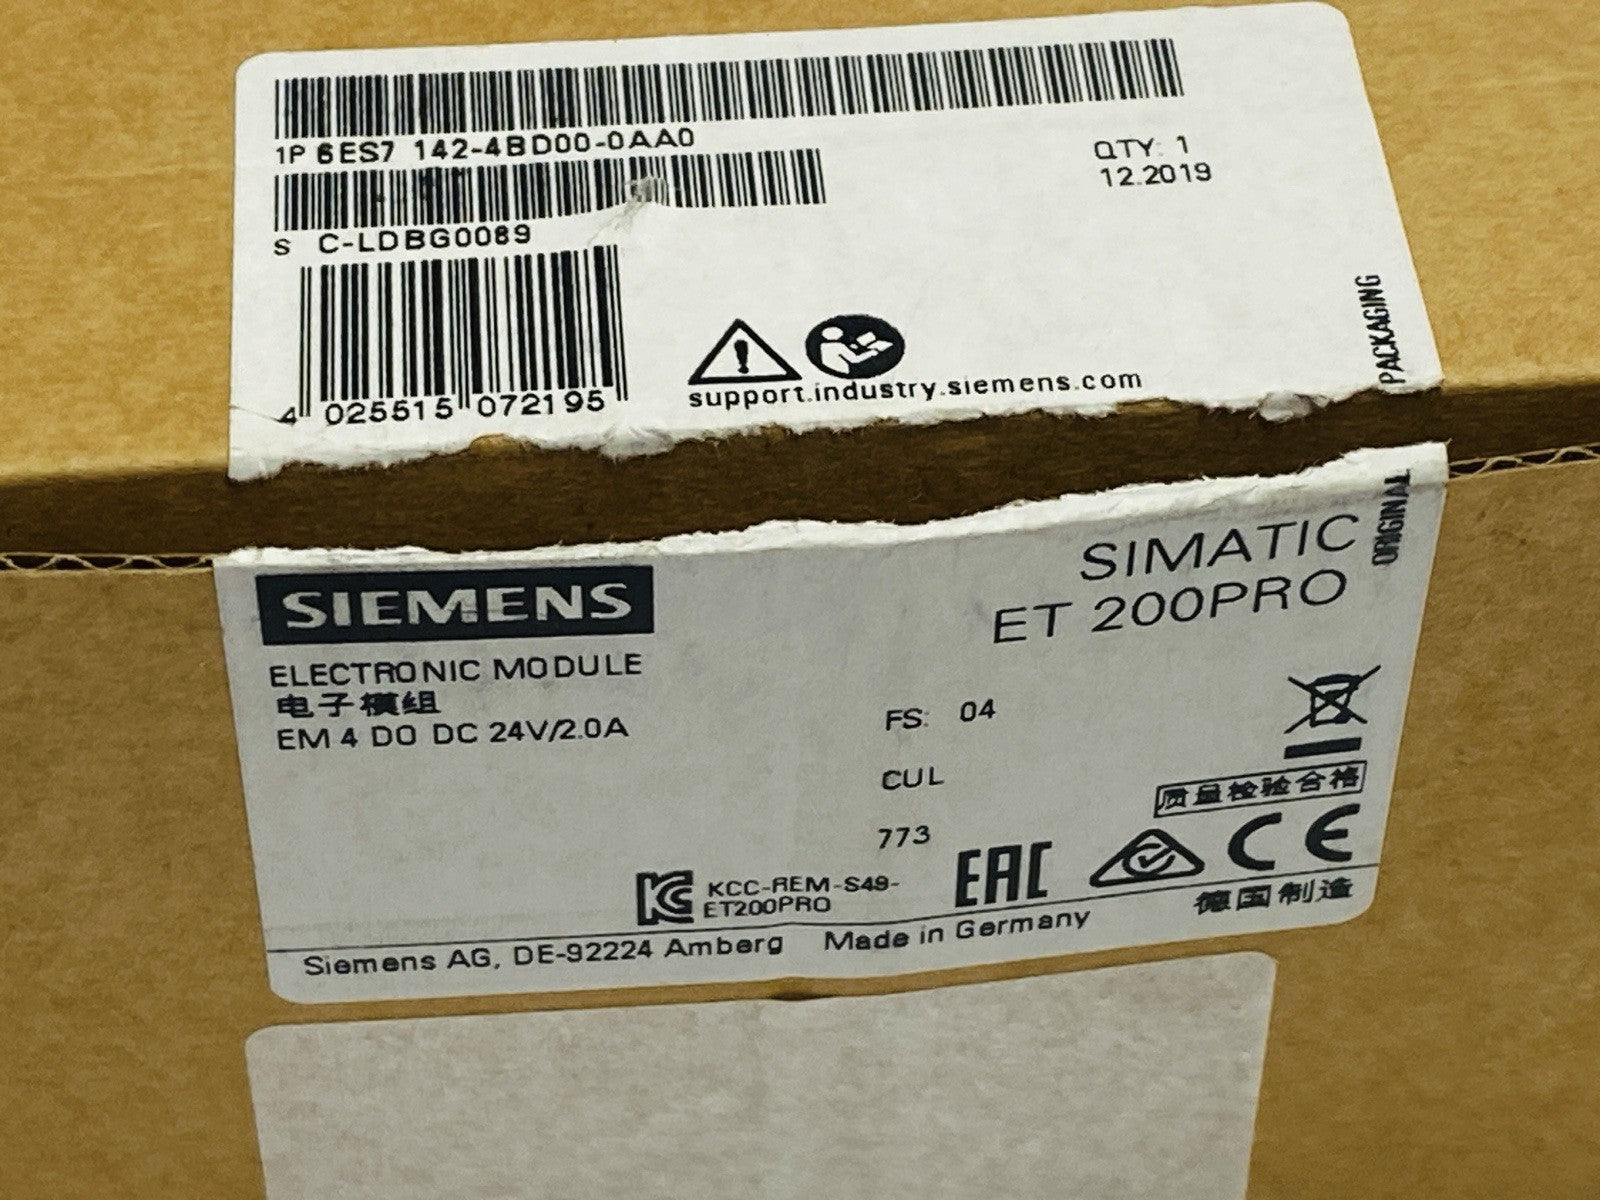 1P 6ES7 142-4BD00-0AA0
QTY: 1
12.2019
S C-LDBG0089
4 025515 072195
support.industry.siemens.com
ORIGINAL PACKAGING
SIEMENS
SIMATIC
ET 200PRO
ELECTRONIC MODULE
电子模组
EM 4 DO DC 24V/2.0A
FS: 04
CUL
773
质量检验合格
KC KCC-REM-S49-
ET200PRO
EAC
CE
德国制造
Siemens AG, DE-92224 Amberg Made in Germany